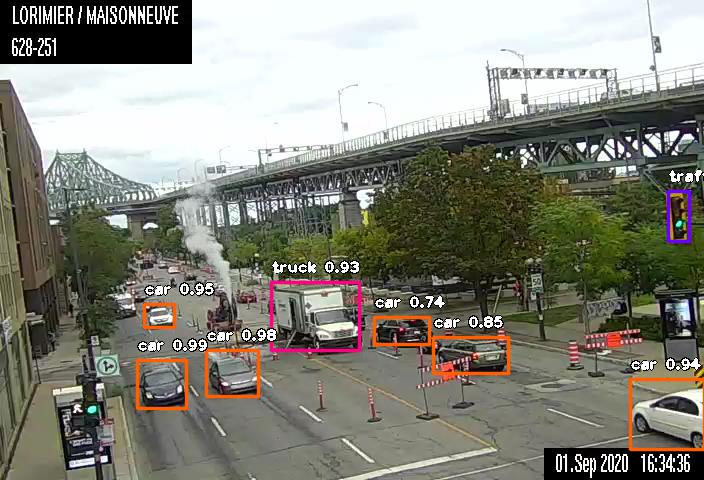 LORIMIER / MAISONNEUVE
628-251
traf
truck 0.93
car 0.95
car 0.74
car 0.85
car 0.99
car 0.98
car 0.94
50
01.Sep 2020 16:34:36